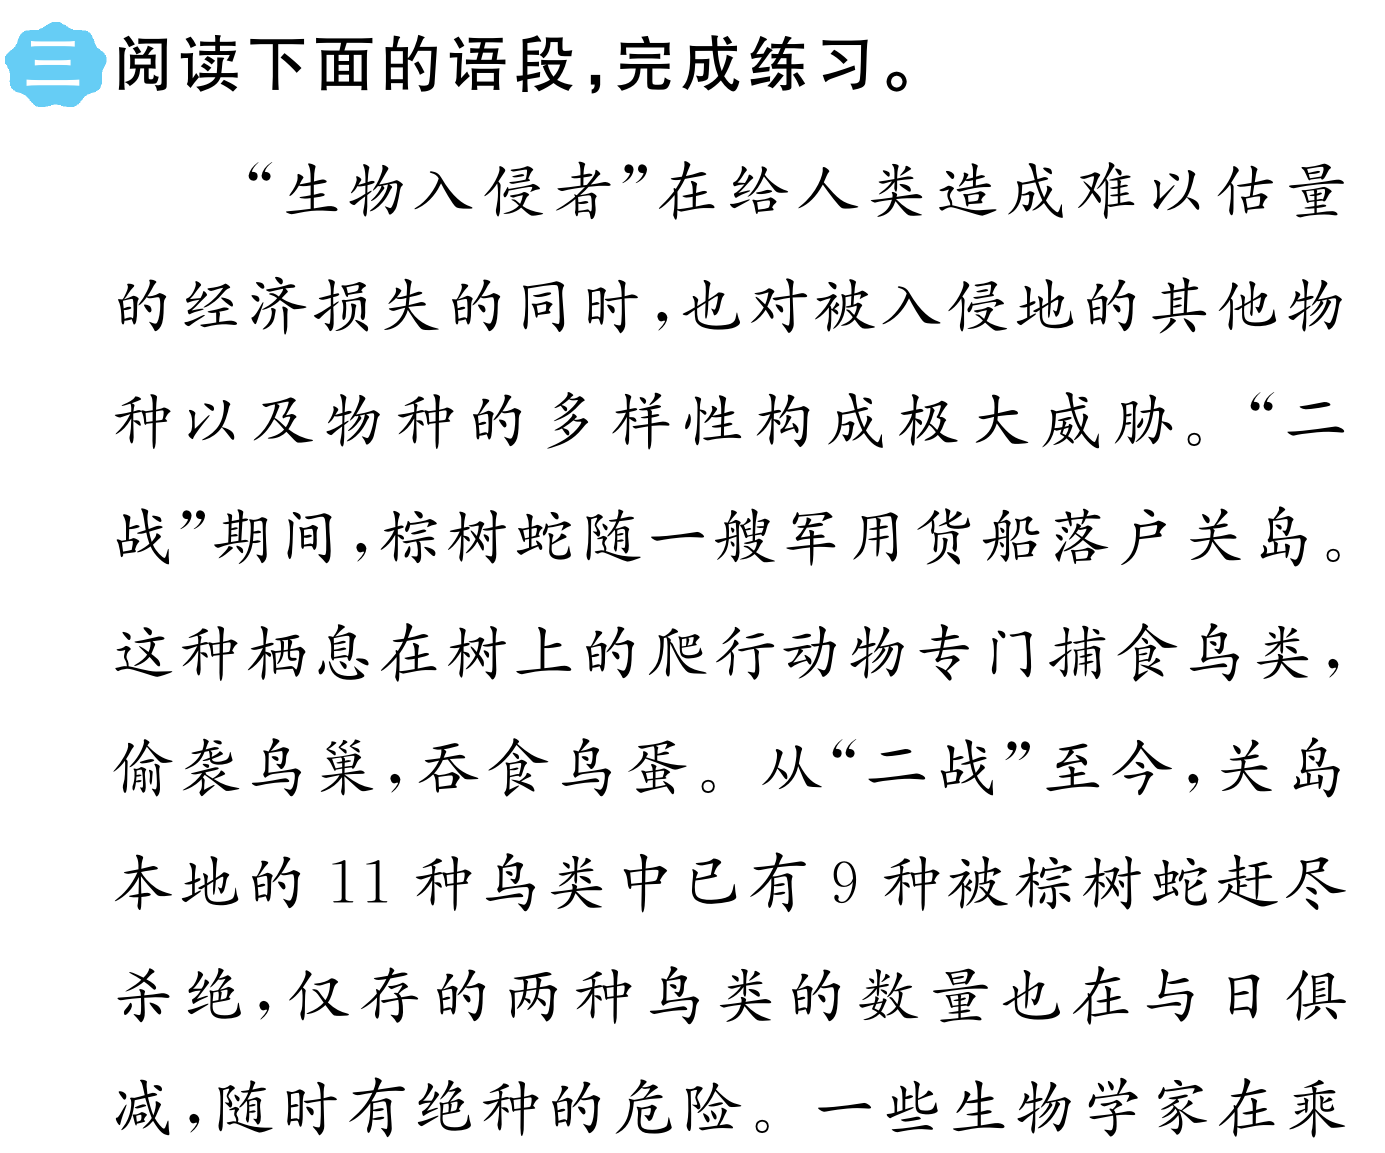 三 阅读下面的语段,完成练习。
“生物入侵者”在给人类造成难以估量
的经济损失的同时,也对被入侵地的其他物
种以及物种的多样性构成极大威胁。“二
战”期间,棕树蛇随一艘军用货船落户关岛。
这种栖息在树上的爬行动物专门捕食鸟类,
偷袭鸟巢,吞食鸟蛋。从“二战”至今,关岛
本地的 11 种鸟类中已有 9 种被棕树蛇赶尽
杀绝,仅存的两种鸟类的数量也在与日俱
减,随时有绝种的危险。一些生物学家在乘